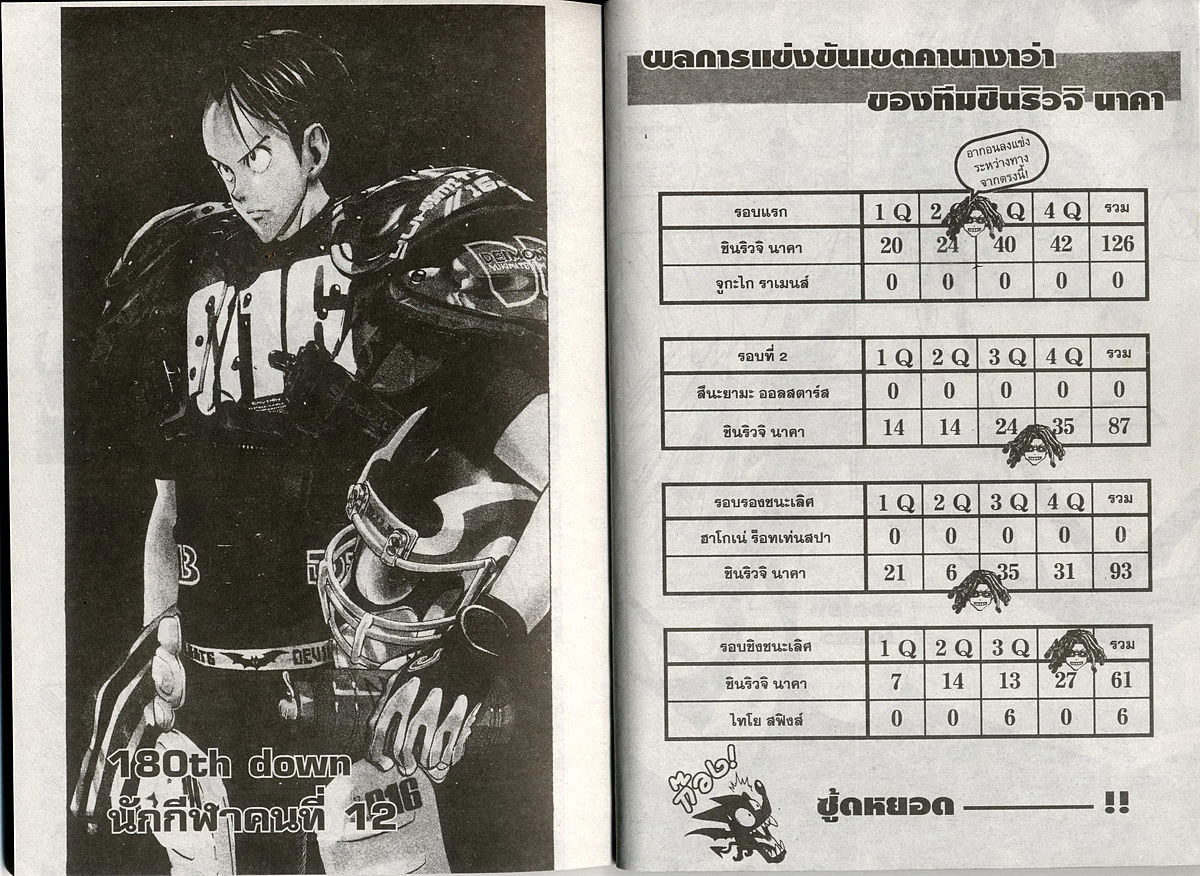 DEIMON
16
DEVIL
16
180th down
นักกีฬาคนที่ 12
ผลการแข่งขันเขตคานางาว่า
ของทีมชินริวจิ นาคา
อากอนลงแข่ง
ระหว่างทาง
จากตรงนี้!
รอบแรก 1 Q 2 Q 4 Q รวม
ชินริวจิ นาคา 20 24 40 42 126
จูกะไก ราเมนส์ 0 0 0 0 0
รอบที่ 2 1 Q 2 Q 3 Q 4 Q รวม
สึนะยามะ ออลสตาร์ส 0 0 0 0 0
ชินริวจิ นาคา 14 14 24 35 87
รอบรองชนะเลิศ 1 Q 2 Q 3 Q 4 Q รวม
ฮาโกเน่ ร็อทเท่นสปา 0 0 0 0 0
ชินริวจิ นาคา 21 6 35 31 93
รอบชิงชนะเลิศ 1 Q 2 Q 3 Q รวม
ชินริวจิ นาคา 7 14 13 27 61
ไทโย สฟิงส์ 0 0 6 0 6
ก๊อง!
ซู้ดหยอด !!